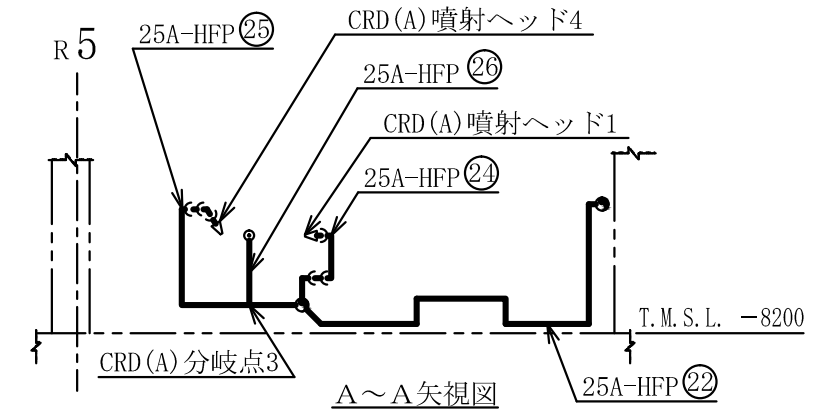 CRD(A)噴射ヘッド4
25A-HFP㉕
R5
25A-HFP㉖
CRD(A)噴射ヘッド1
25A-HFP㉔
T.M.S.L. −8200
CRD(A)分岐点3
A～A矢視図
25A-HFP㉒